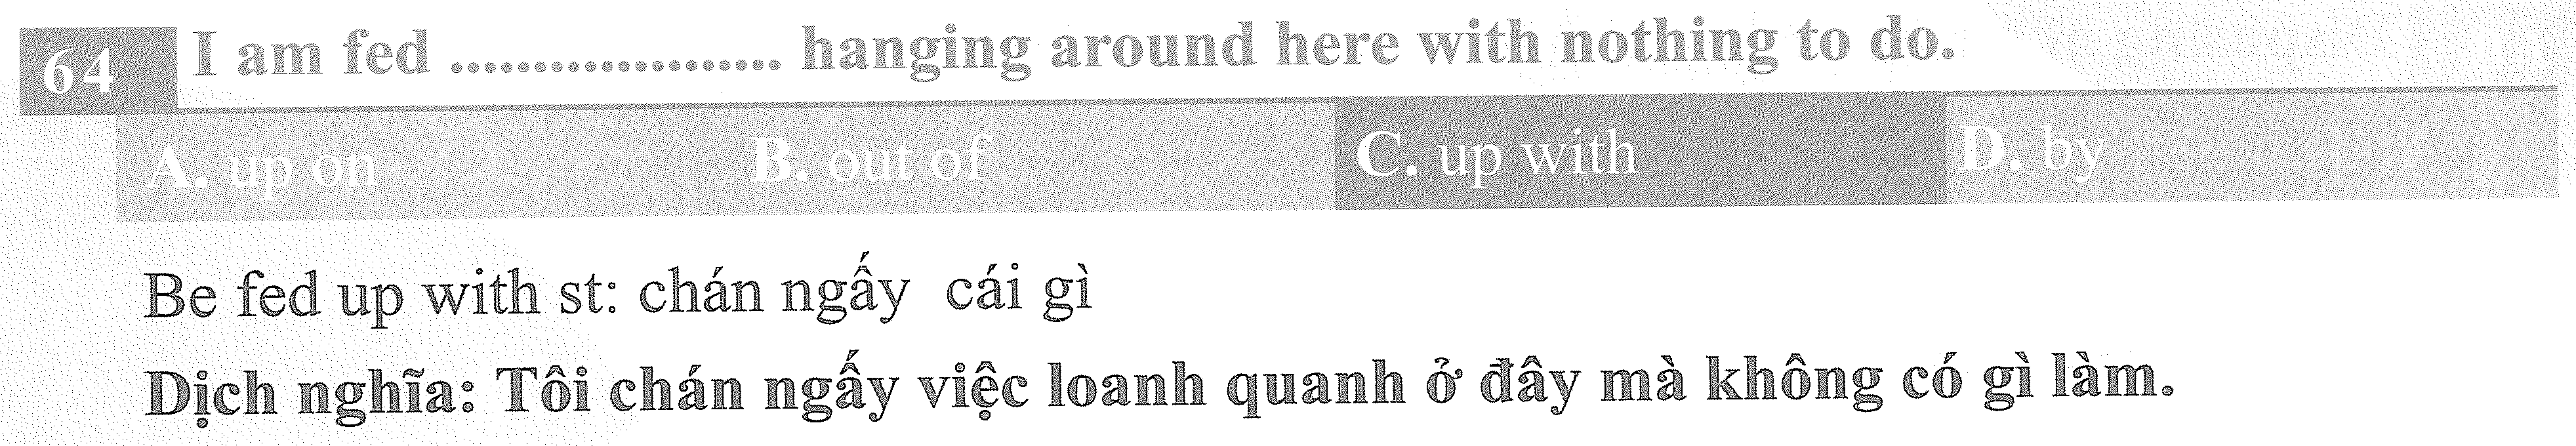 64 I am fed .................... hanging around here with nothing to do.
A. up on B. out of C. up with D. by
Be fed up with st: chán ngấy cái gì
Dịch nghĩa: Tôi chán ngấy việc loanh quanh ở đây mà không có gì làm.